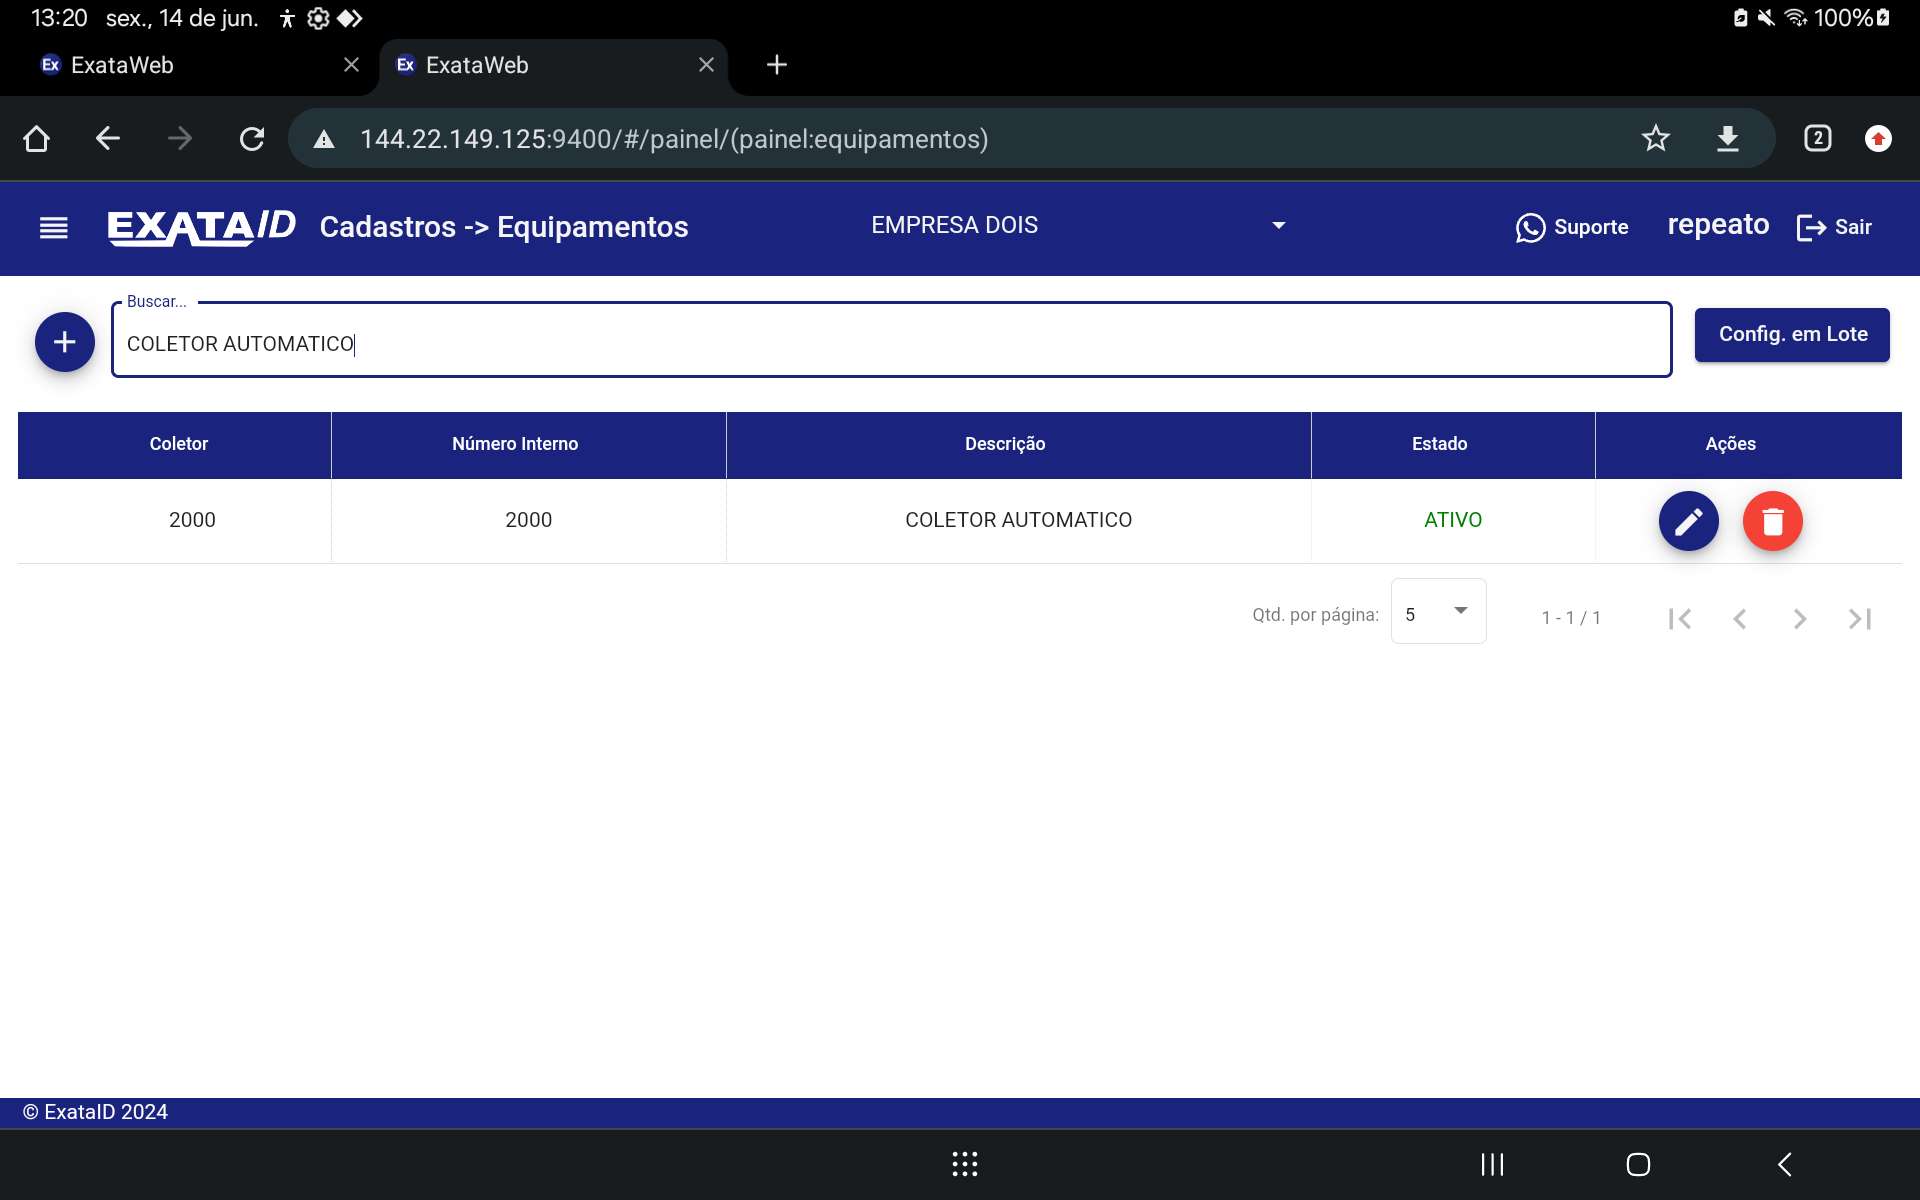 13:20 sex., 14 de jun. 100%
ExataWeb ExataWeb
144.22.149.125:9400/#/painel/(painel:equipamentos) 2
EXATAID Cadastros -> Equipamentos EMPRESA DOIS Suporte repeato Sair
Buscar...
COLETOR AUTOMATICO
Config. em Lote
Coletor Número Interno Descrição Estado Ações
2000 2000 COLETOR AUTOMATICO ATIVO
Qtd. por página: 5 1 - 1 / 1
© ExataID 2024